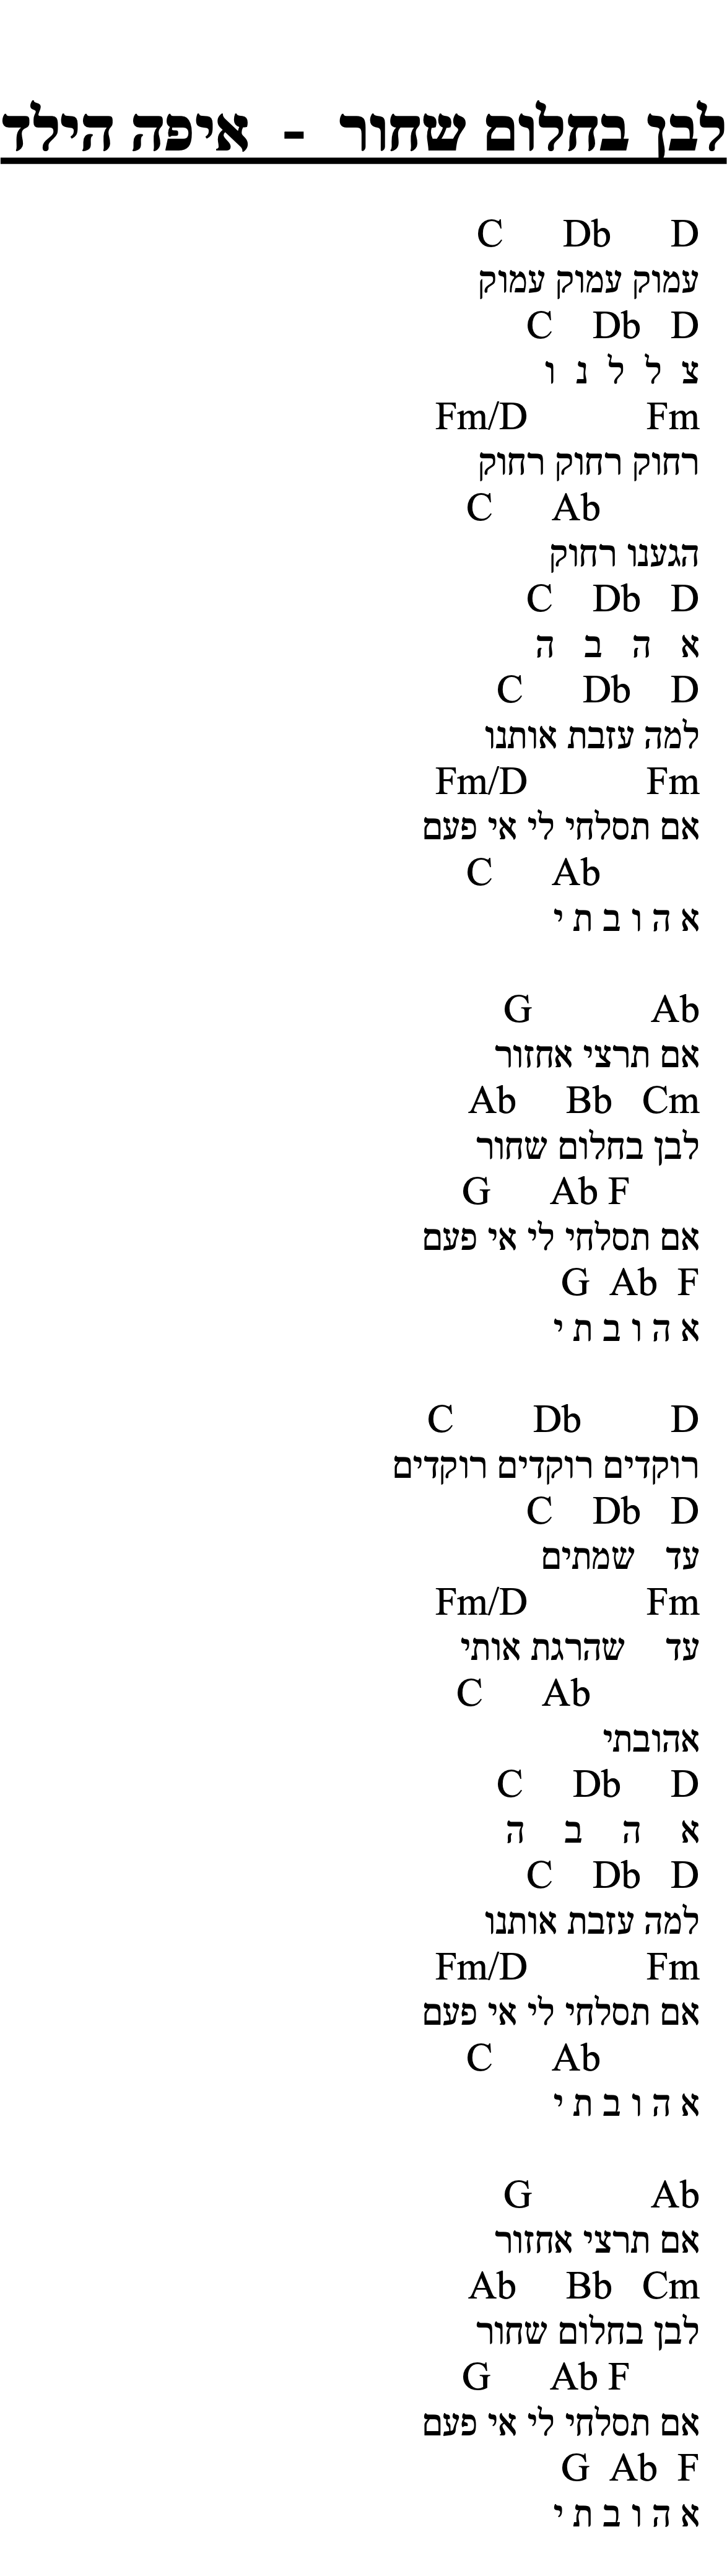 לבן בחלום שחור - איפה הילד
C Db D
עמוק עמוק עמוק
C Db D
צ ל ל נ ו
Fm/D Fm
רחוק רחוק רחוק
C Ab
הגענו רחוק
C Db D
א ה ב ה
C Db D
למה עזבת אותנו
Fm/D Fm
אם תסלחי לי אי פעם
C Ab
א ה ו ב ת י
G Ab
אם תרצי אחזור
Ab Bb Cm
לבן בחלום שחור
G Ab F
אם תסלחי לי אי פעם
G Ab F
א ה ו ב ת י
C Db D
רוקדים רוקדים רוקדים
C Db D
עד שמתים
Fm/D Fm
עד שהרגת אותי
C Ab
אהובתי
C Db D
א ה ב ה
C Db D
למה עזבת אותנו
Fm/D Fm
אם תסלחי לי אי פעם
C Ab
א ה ו ב ת י
G Ab
אם תרצי אחזור
Ab Bb Cm
לבן בחלום שחור
G Ab F
אם תסלחי לי אי פעם
G Ab F
א ה ו ב ת י